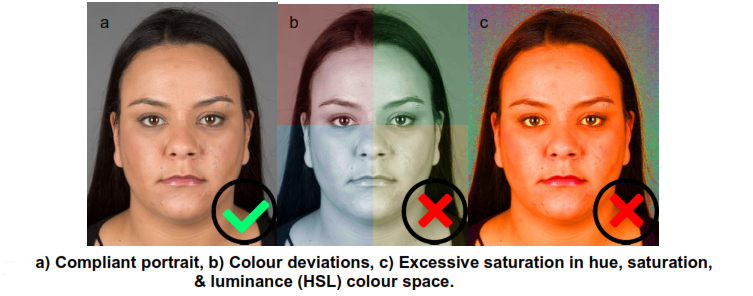 a
b
c
a) Compliant portrait, b) Colour deviations, c) Excessive saturation in hue, saturation,
& luminance (HSL) colour space.